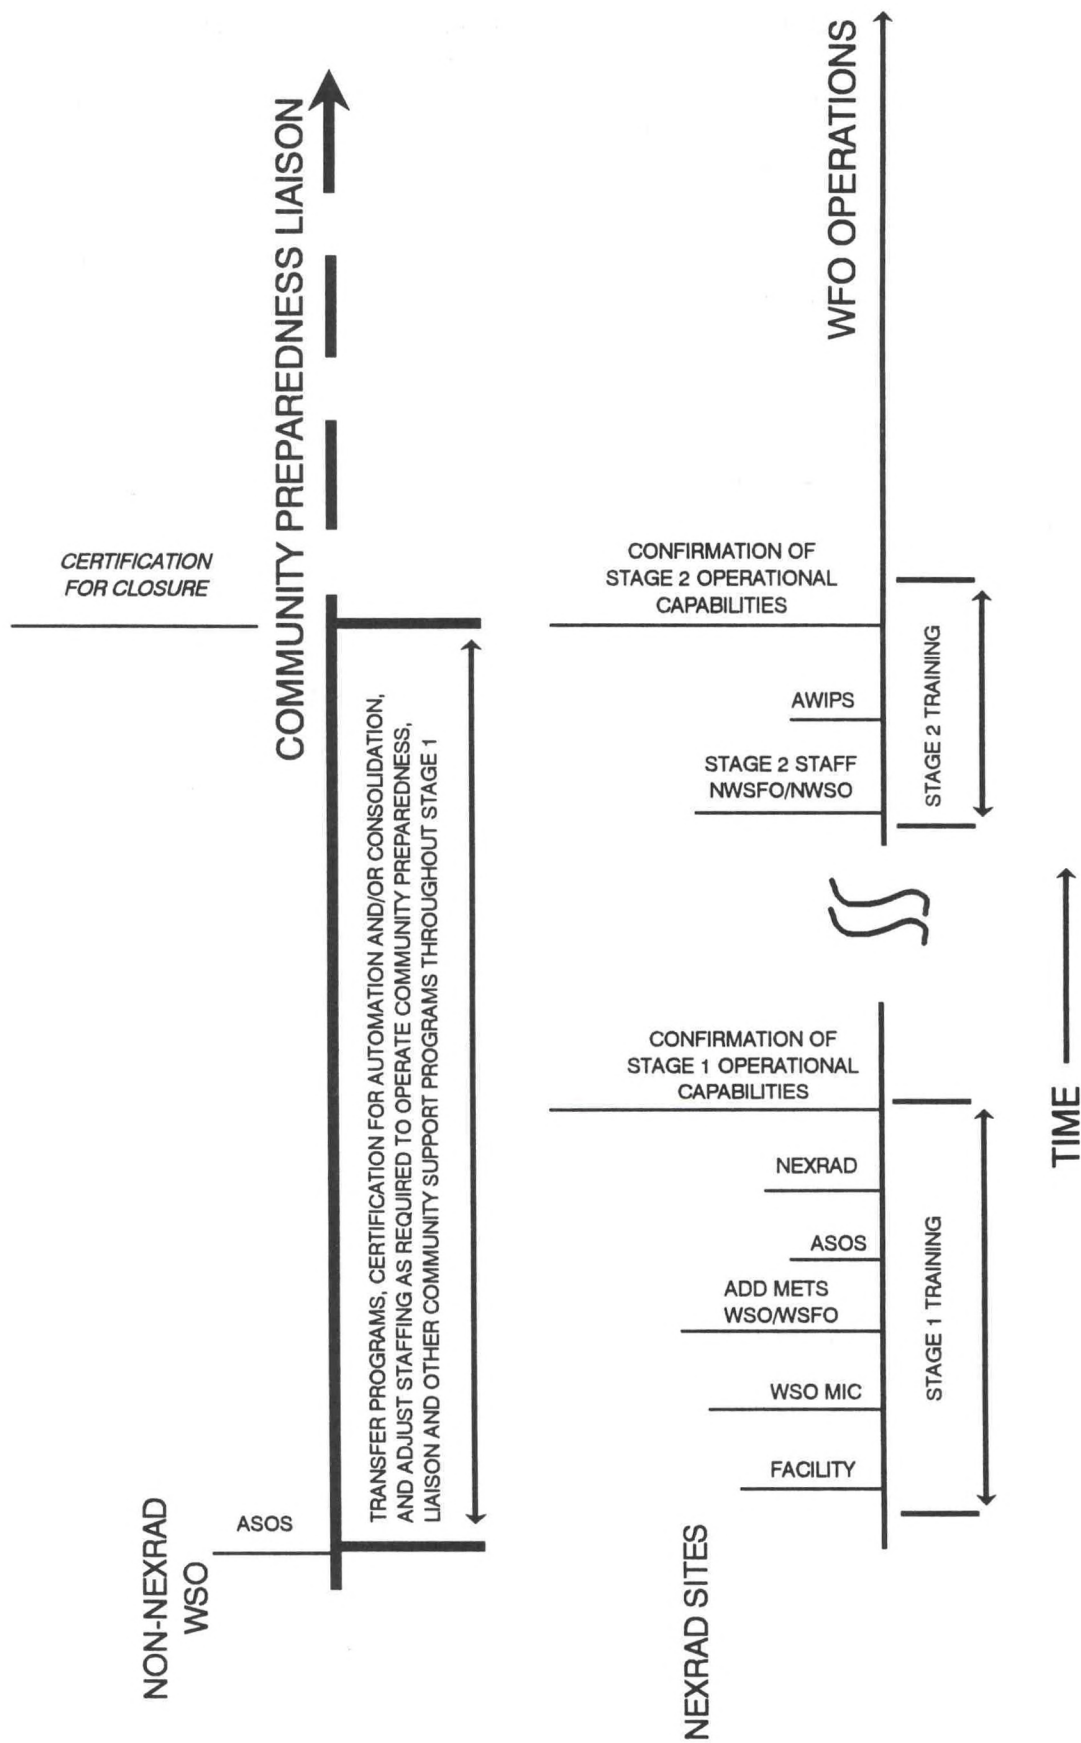 NON-NEXRAD
WSO
ASOS
CERTIFICATION
FOR CLOSURE
COMMUNITY PREPAREDNESS LIAISON
TRANSFER PROGRAMS, CERTIFICATION FOR AUTOMATION AND/OR CONSOLIDATION,
AND ADJUST STAFFING AS REQUIRED TO OPERATE COMMUNITY PREPAREDNESS,
LIAISON AND OTHER COMMUNITY SUPPORT PROGRAMS THROUGHOUT STAGE 1
NEXRAD SITES
FACILITY
WSO MIC
ADD METS
WSO/WSFO
ASOS
NEXRAD
CONFIRMATION OF
STAGE 1 OPERATIONAL
CAPABILITIES
STAGE 2 STAFF
NWSFO/NWSO
AWIPS
CONFIRMATION OF
STAGE 2 OPERATIONAL
CAPABILITIES
WFO OPERATIONS
STAGE 1 TRAINING
STAGE 2 TRAINING
TIME